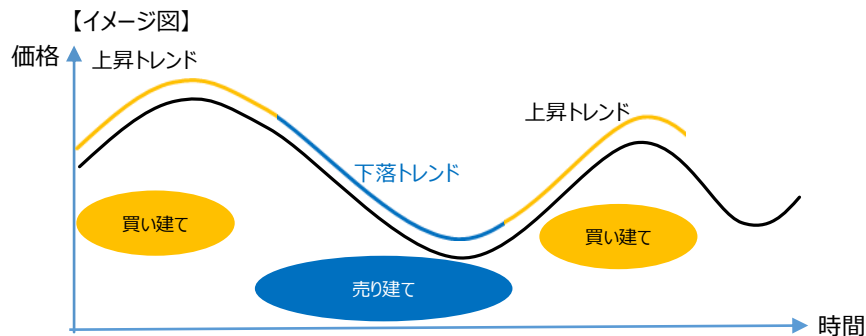 【イメージ図】
価格
上昇トレンド
上昇トレンド
下落トレンド
買い建て
買い建て
売り建て
時間